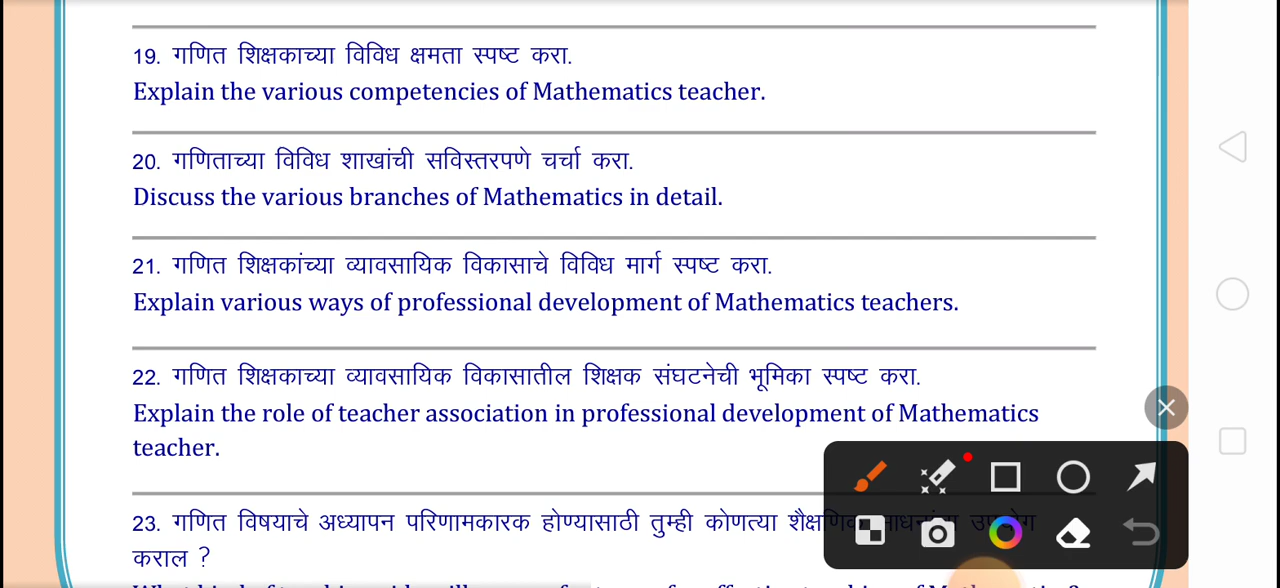 19. गणित शिक्षकाच्या विविध क्षमता स्पष्ट करा.
Explain the various competencies of Mathematics teacher.
20. गणिताच्या विविध शाखांची सविस्तरपणे चर्चा करा.
Discuss the various branches of Mathematics in detail.
21. गणित शिक्षकांच्या व्यावसायिक विकासाचे विविध मार्ग स्पष्ट करा.
Explain various ways of professional development of Mathematics teachers.
22. गणित शिक्षकाच्या व्यावसायिक विकासातील शिक्षक संघटनेची भूमिका स्पष्ट करा.
Explain the role of teacher association in professional development of Mathematics
teacher.
23. गणित विषयाचे अध्यापन परिणामकारक होण्यासाठी तुम्ही कोणत्या शैक्षणिक
कराल ?